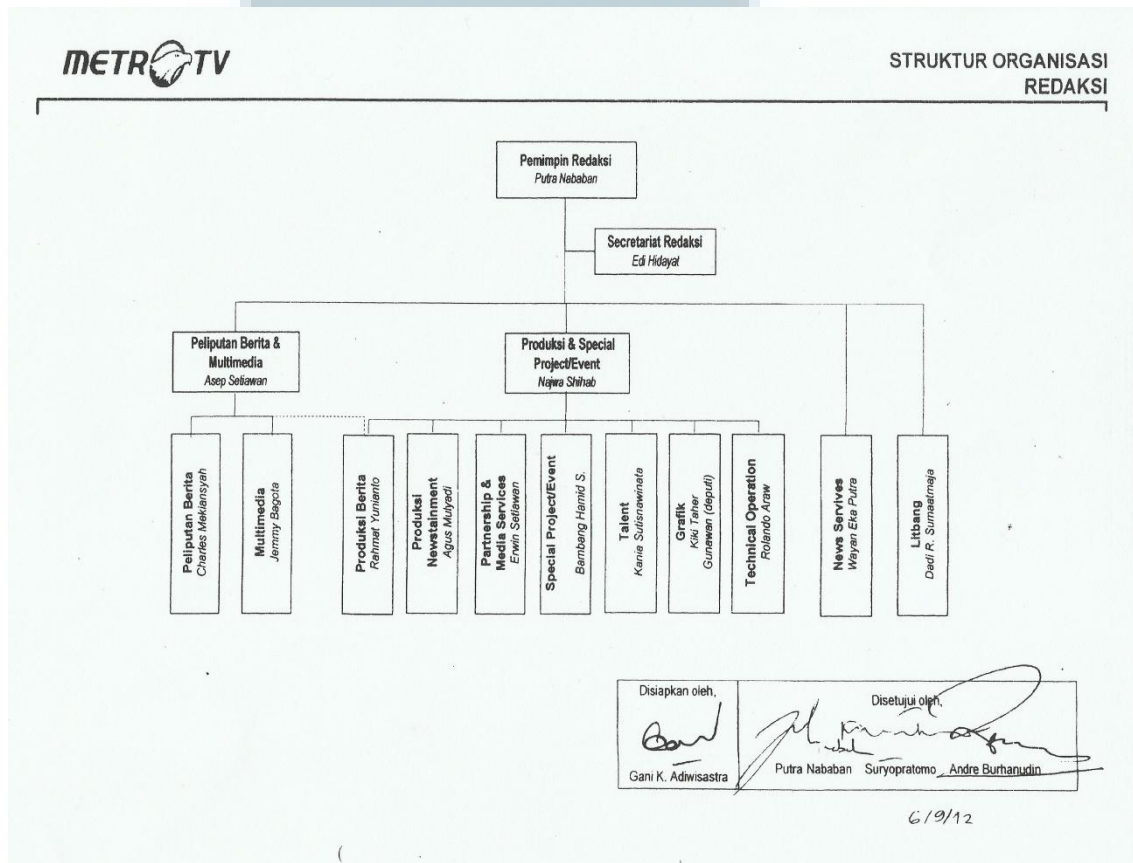 METRO TV
STRUKTUR ORGANISASI
REDAKSI
Pemimpin Redaksi
Putra Nababan
Secretariat Redaksi
Edi Hidayat
Peliputan Berita &
Multimedia
Asep Setiawan
Produksi & Special
Project/Event
Najwa Shihab
Peliputan Berita
Charles Mekiansyah
Multimedia
Jemmy Bagota
Produksi Berita
Rahmat Yunianto
Produksi
Newstainment
Agus Mulyadi
Partnership &
Media Services
Erwin Setiawan
Special Project/Event
Bambang Hamid S.
Talent
Kania Sutisnawinata
Grafik
Kiki Taher
Gunawan (deputi)
Technical Operation
Rolando Araw
News Servives
Wayan Eka Putra
Litbang
Dadi R. Sumaatmaja
Disiapkan oleh,
Gani K. Adiwisastra
Disetujui oleh,
Putra Nababan Suryopratomo Andre Burhanudin
6/9/12